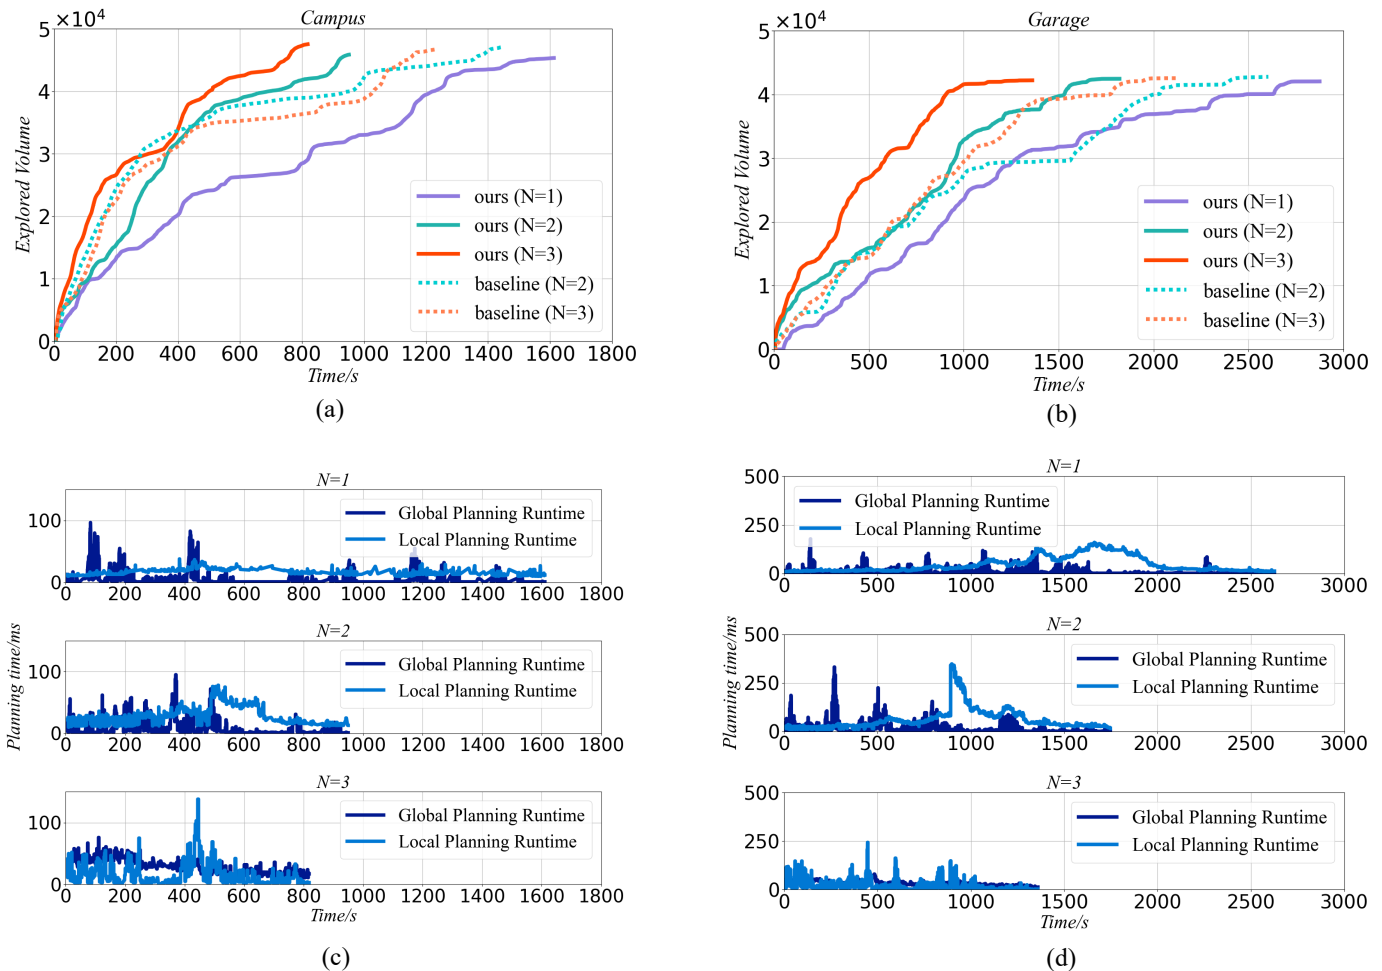 Campus
×10⁴
5
4
3
2
1
0
Explored Volume
ours (N=1)
ours (N=2)
ours (N=3)
baseline (N=2)
baseline (N=3)
0 200 400 600 800 1000 1200 1400 1600 1800
Time/s
(a)
Garage
×10⁴
5
4
3
2
1
0
Explored Volume
ours (N=1)
ours (N=2)
ours (N=3)
baseline (N=2)
baseline (N=3)
0 500 1000 1500 2000 2500 3000
Time/s
(b)
Planning time/ms
N=1
100
0
Global Planning Runtime
Local Planning Runtime
0 200 400 600 800 1000 1200 1400 1600 1800
N=2
100
0
Global Planning Runtime
Local Planning Runtime
0 200 400 600 800 1000 1200 1400 1600 1800
N=3
100
0
Global Planning Runtime
Local Planning Runtime
0 200 400 600 800 1000 1200 1400 1600 1800
Time/s
(c)
Planning time/ms
N=1
500
250
0
Global Planning Runtime
Local Planning Runtime
0 500 1000 1500 2000 2500 3000
N=2
500
250
0
Global Planning Runtime
Local Planning Runtime
0 500 1000 1500 2000 2500 3000
N=3
500
250
0
Global Planning Runtime
Local Planning Runtime
0 500 1000 1500 2000 2500 3000
Time/s
(d)